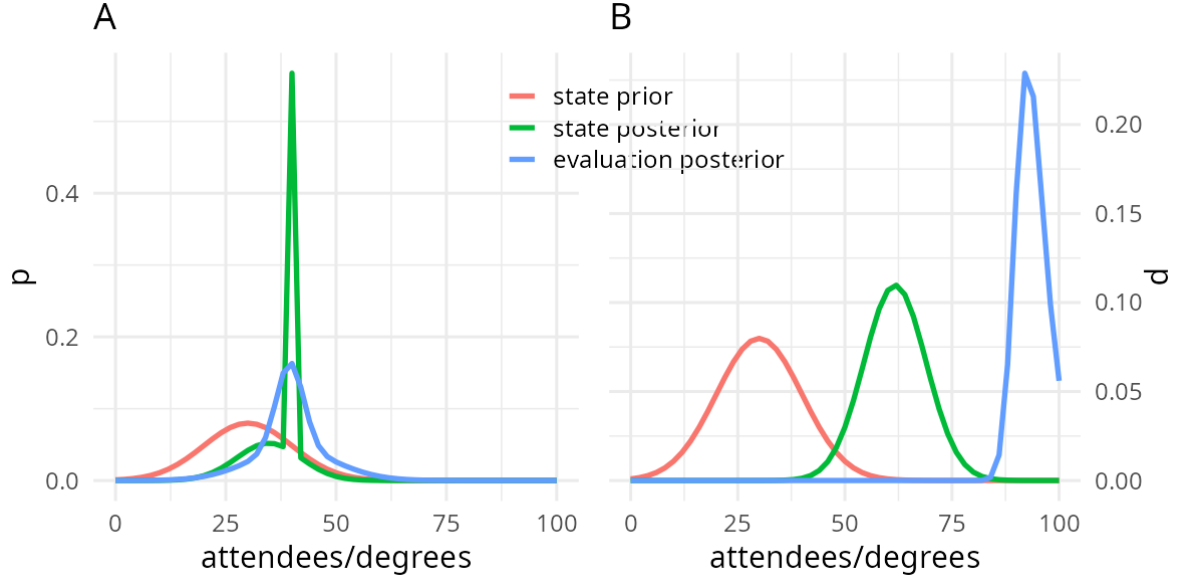 A
B
state prior
state posterior
evaluation posterior
0.4
0.2
0.0
p
0
25
50
75
100
attendees/degrees
0.20
0.15
0.10
0.05
0.00
p
0
25
50
75
100
attendees/degrees